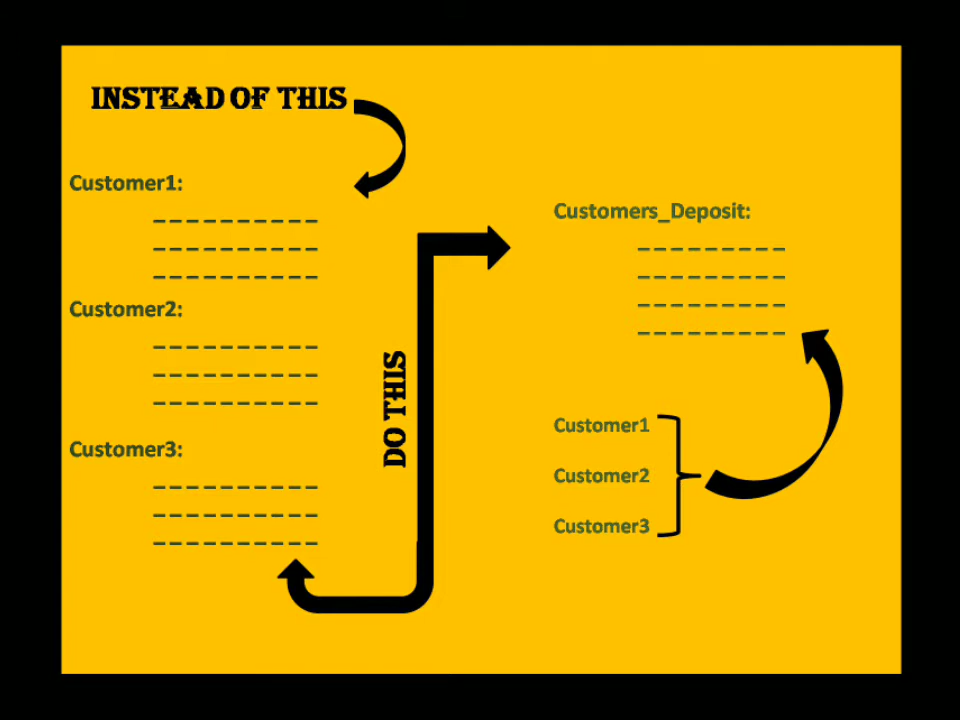 INSTEAD OF THIS
Customer1:
_ _ _ _ _ _ _ _ _ _
_ _ _ _ _ _ _ _ _ _
_ _ _ _ _ _ _ _ _ _
Customer2:
_ _ _ _ _ _ _ _ _ _
_ _ _ _ _ _ _ _ _ _
_ _ _ _ _ _ _ _ _ _
Customer3:
_ _ _ _ _ _ _ _ _ _
_ _ _ _ _ _ _ _ _ _
_ _ _ _ _ _ _ _ _ _
DO THIS
Customers_Deposit:
_ _ _ _ _ _ _ _ _
_ _ _ _ _ _ _ _ _
_ _ _ _ _ _ _ _ _
_ _ _ _ _ _ _ _ _
Customer1
Customer2
Customer3